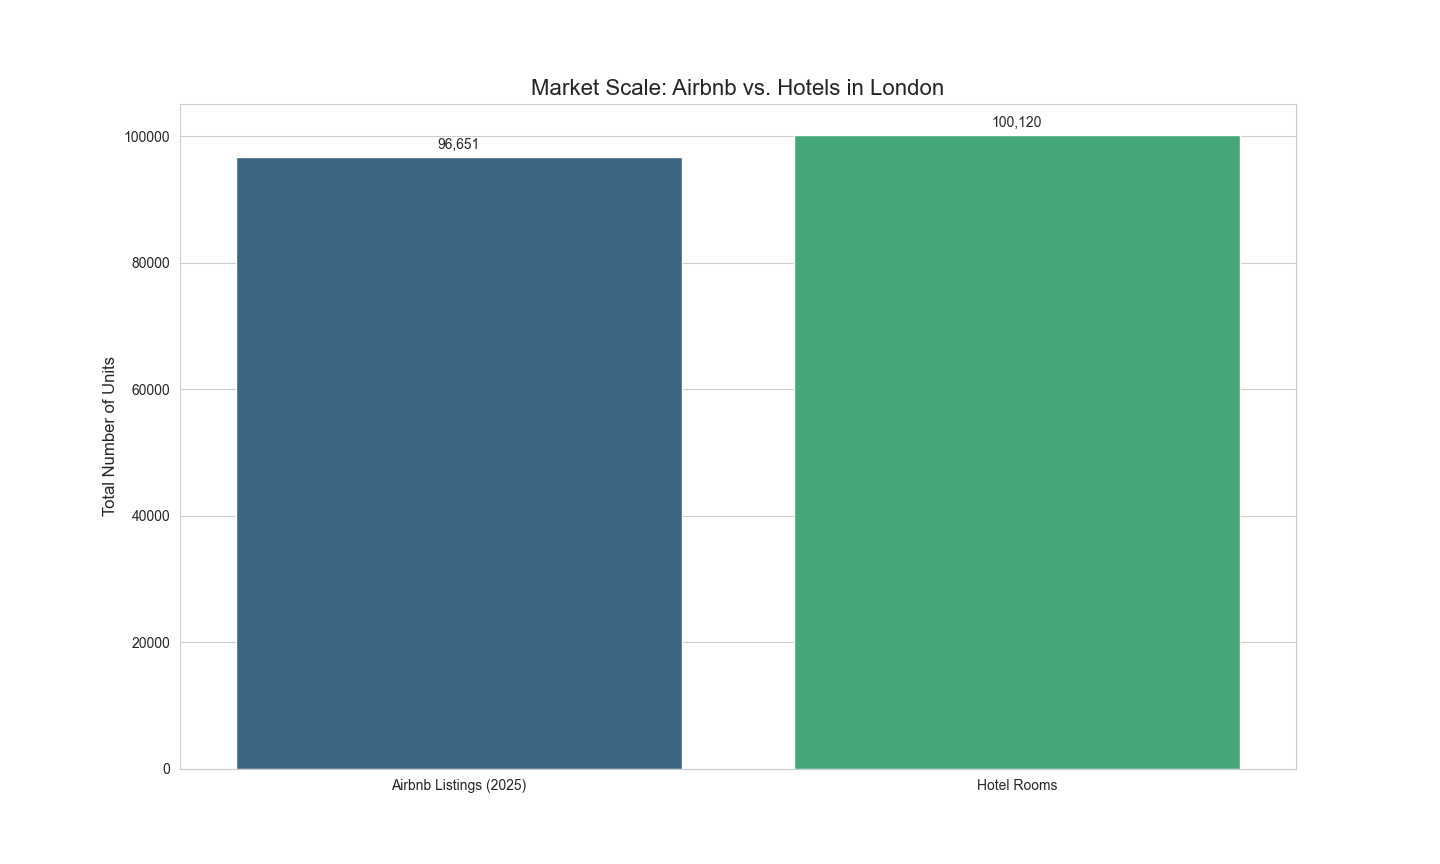 Market Scale: Airbnb vs. Hotels in London
100,120
96,651
100000
80000
60000
40000
20000
0
Total Number of Units
Airbnb Listings (2025)
Hotel Rooms